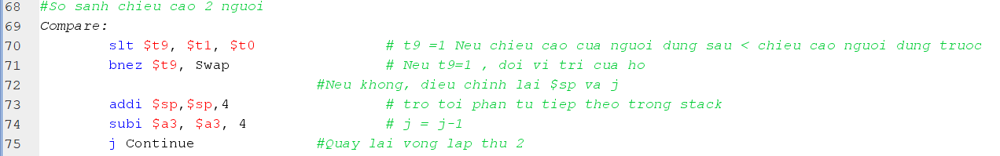 68 #So sanh chieu cao 2 nguoi
69 Compare:
70 slt $t9, $t1, $t0 # t9 =1 Neu chieu cao cua nguoi dung sau < chieu cao nguoi dung truoc
71 bnez $t9, Swap # Neu t9=1 , doi vi tri cua ho
72 #Neu khong, dieu chinh lai $sp va j
73 addi $sp,$sp,4 # tro toi phan tu tiep theo trong stack
74 subi $a3, $a3, 4 # j = j-1
75 j Continue #Quay lai vong lap thu 2